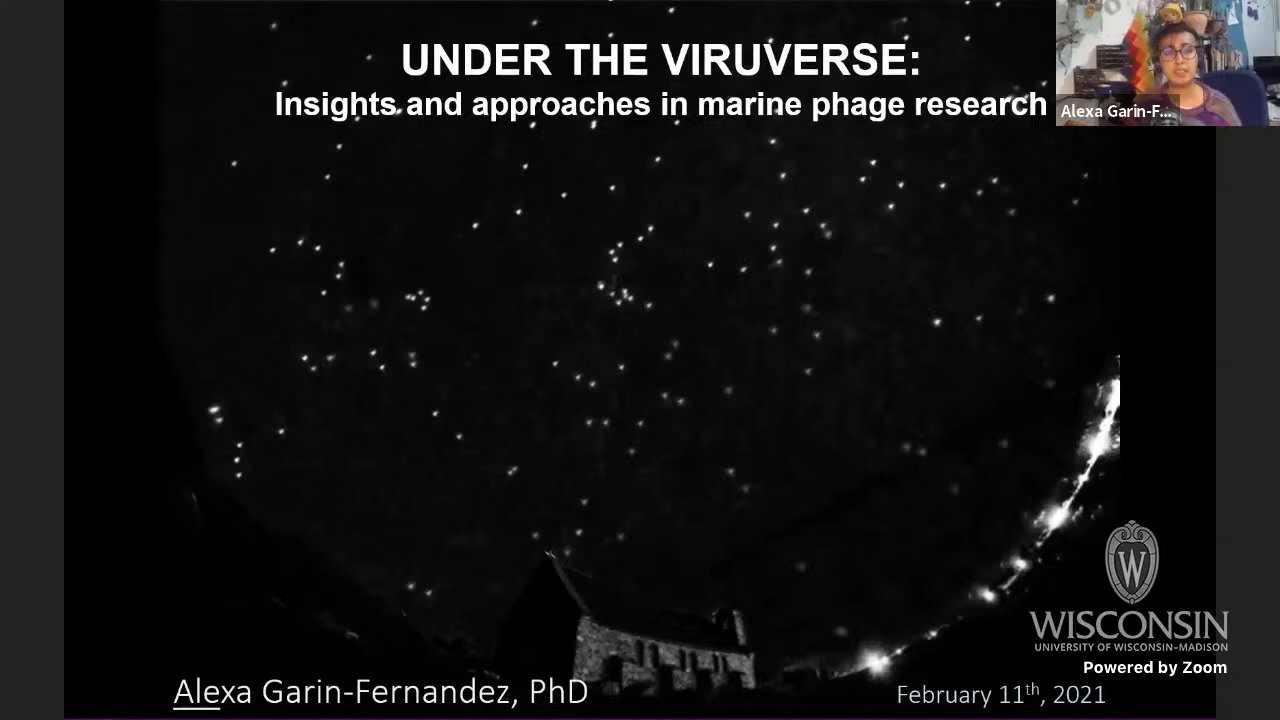 UNDER THE VIRUVERSE:
Insights and approaches in marine phage research
Alexa Garin-F...
W
WISCONSIN
UNIVERSITY OF WISCONSIN–MADISON
Powered by Zoom
Alexa Garin-Fernandez, PhD
February 11th, 2021